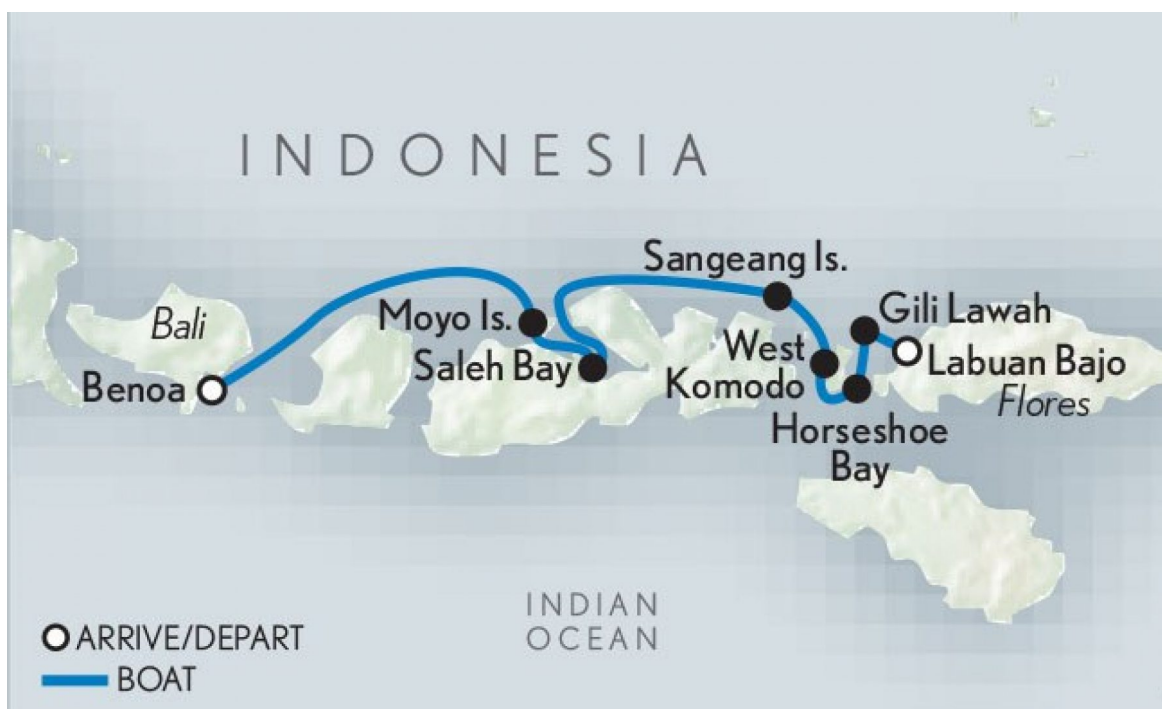 INDONESIA
Sangeang Is.
Moyo Is.
Gili Lawah
Bali
Saleh Bay
West
Komodo
Labuan Bajo
Benoa
Flores
Horseshoe
Bay
INDIAN
OCEAN
ARRIVE/DEPART
BOAT